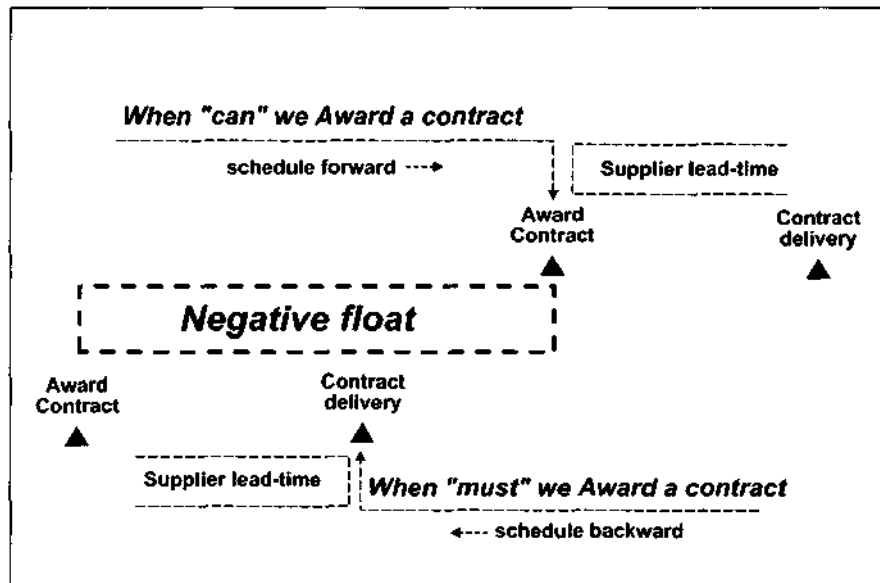 When "can" we Award a contract
schedule forward
Supplier lead-time
Award
Contract
Contract
delivery
Negative float
Award
Contract
Contract
delivery
Supplier lead-time
When "must" we Award a contract
schedule backward